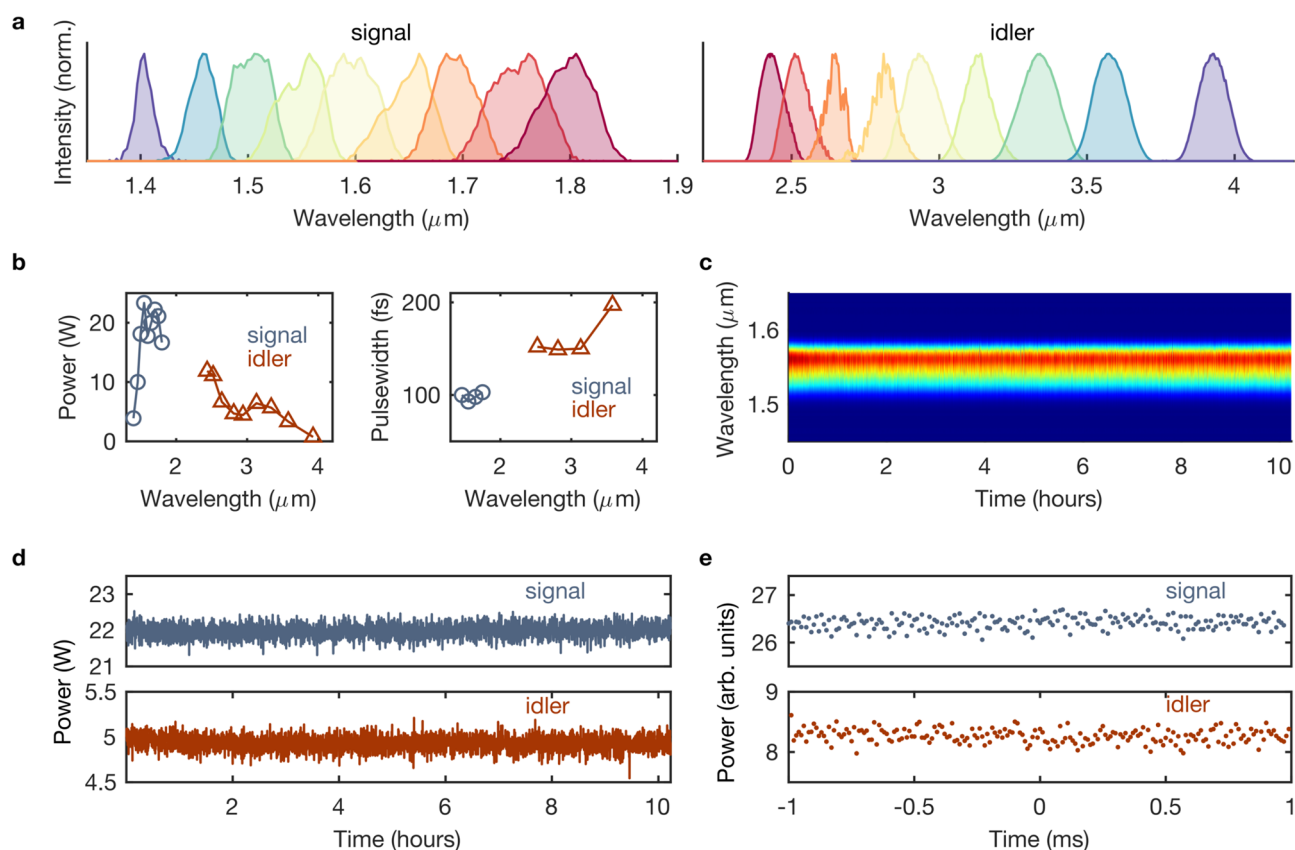 a
signal
idler
Intensity (norm.)
1.4 1.5 1.6 1.7 1.8 1.9
Wavelength (μm)
2.5 3 3.5 4
Wavelength (μm)
b
Power (W)
20
10
0
2 3 4
Wavelength (μm)
signal
idler
Pulsewidth (fs)
200
100
2 3 4
Wavelength (μm)
signal
idler
c
Wavelength (μm)
1.6
1.5
0 2 4 6 8 10
Time (hours)
d
Power (W)
23
22
21
signal
5.5
5
4.5
idler
2 4 6 8 10
Time (hours)
e
Power (arb. units)
27
26
signal
9
8
idler
-1 -0.5 0 0.5 1
Time (ms)